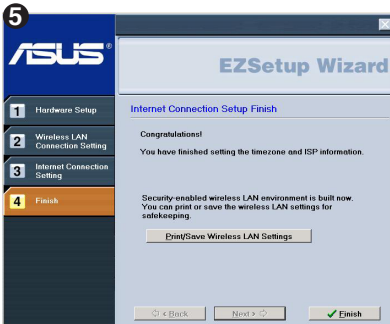 5
ASUS®
EZSetup Wizard
1 Hardware Setup
2 Wireless LAN
Connection Setting
3 Internet Connection
Setting
4 Finish
Internet Connection Setup Finish
Congratulations!
You have finished setting the timezone and ISP information.
Security-enabled wireless LAN environment is built now.
You can print or save the wireless LAN settings for
safekeeping.
Print/Save Wireless LAN Settings
< Back
Next >
Finish